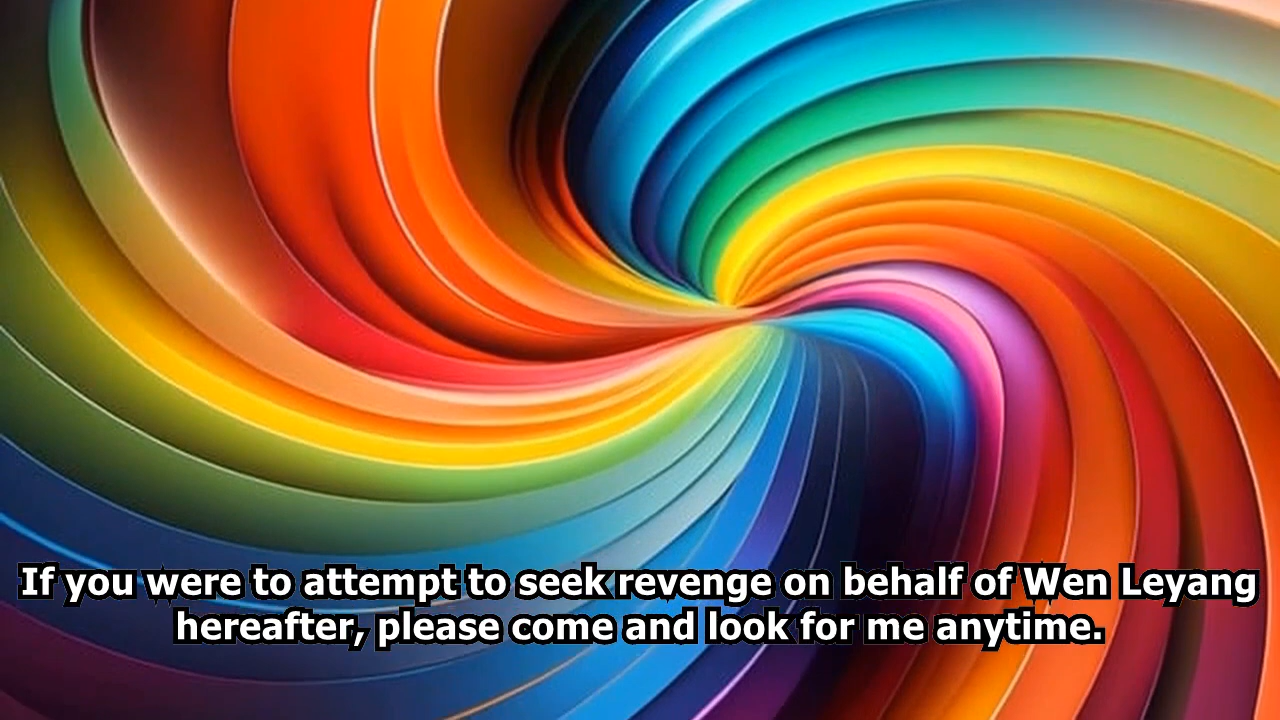 If you were to attempt to seek revenge on behalf of Wen Leyang
hereafter, please come and look for me anytime.